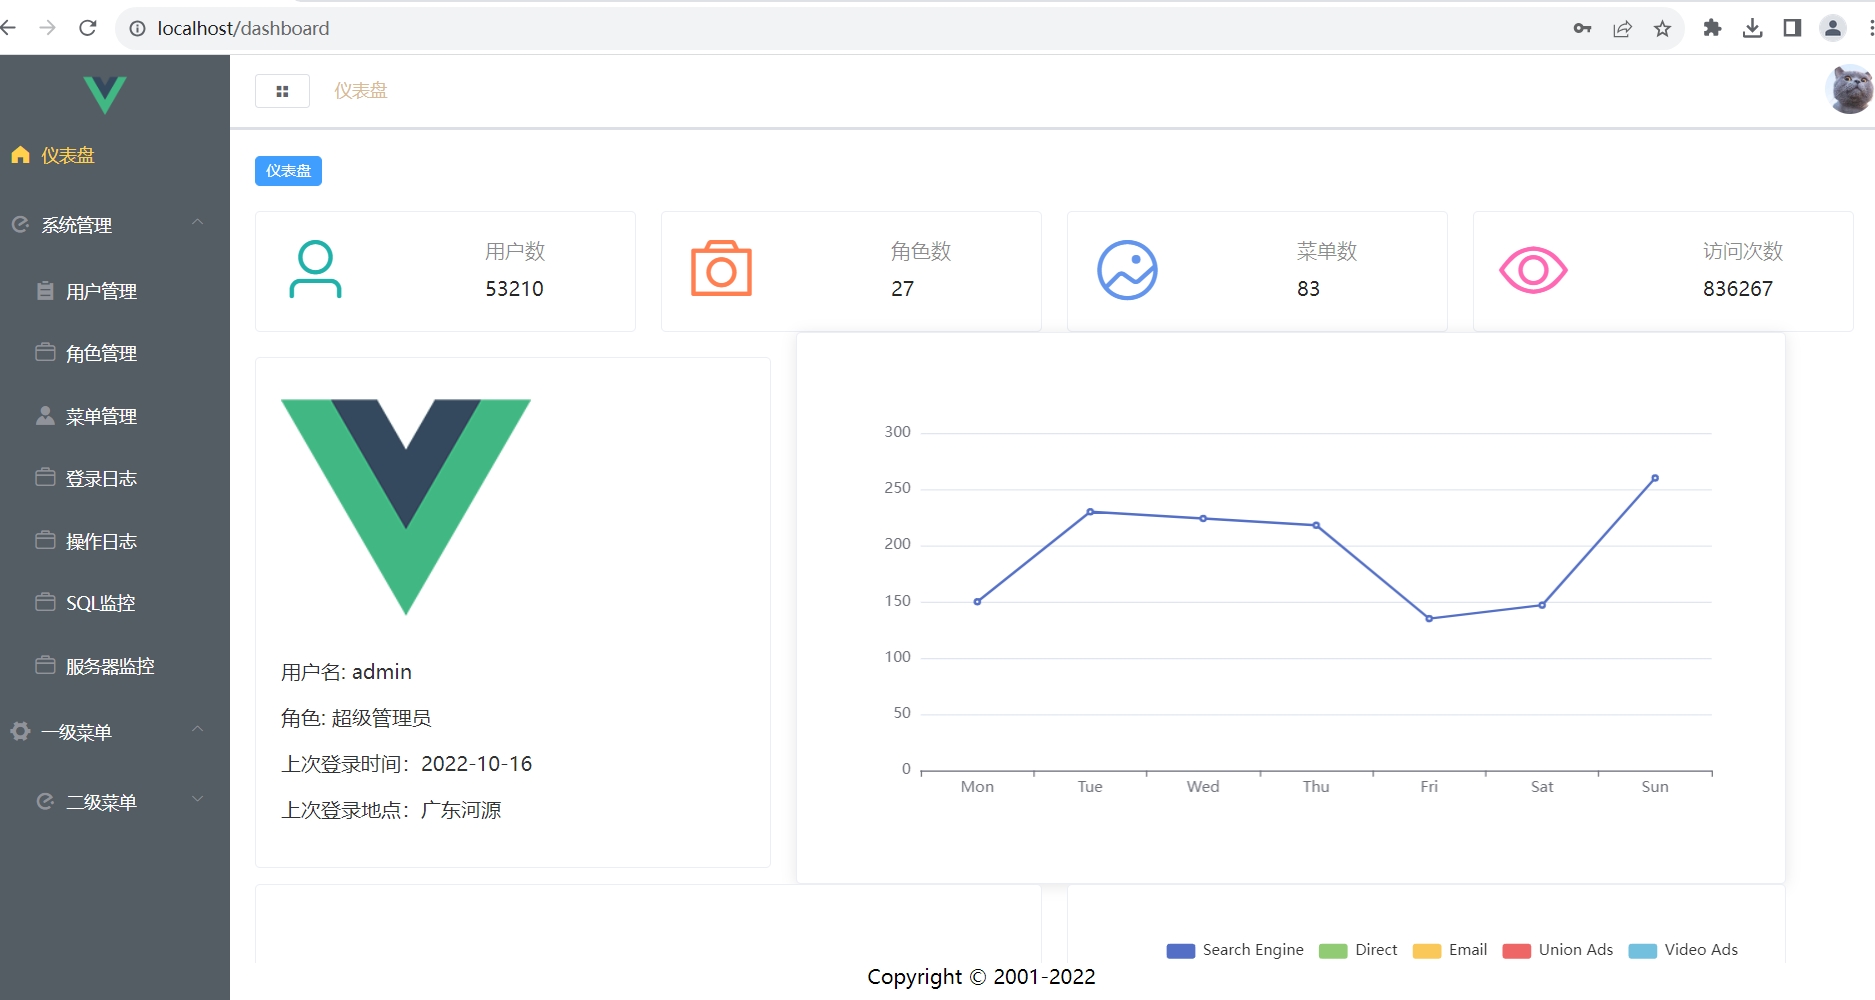 localhost/dashboard
仪表盘
仪表盘
系统管理
用户管理
角色管理
菜单管理
登录日志
操作日志
SQL监控
服务器监控
一级菜单
二级菜单
仪表盘
用户数
53210
角色数
27
菜单数
83
访问次数
836267
用户名: admin
角色: 超级管理员
上次登录时间：2022-10-16
上次登录地点：广东河源
300
250
200
150
100
50
0
Mon Tue Wed Thu Fri Sat Sun
Search Engine Direct Email Union Ads Video Ads
Copyright © 2001-2022